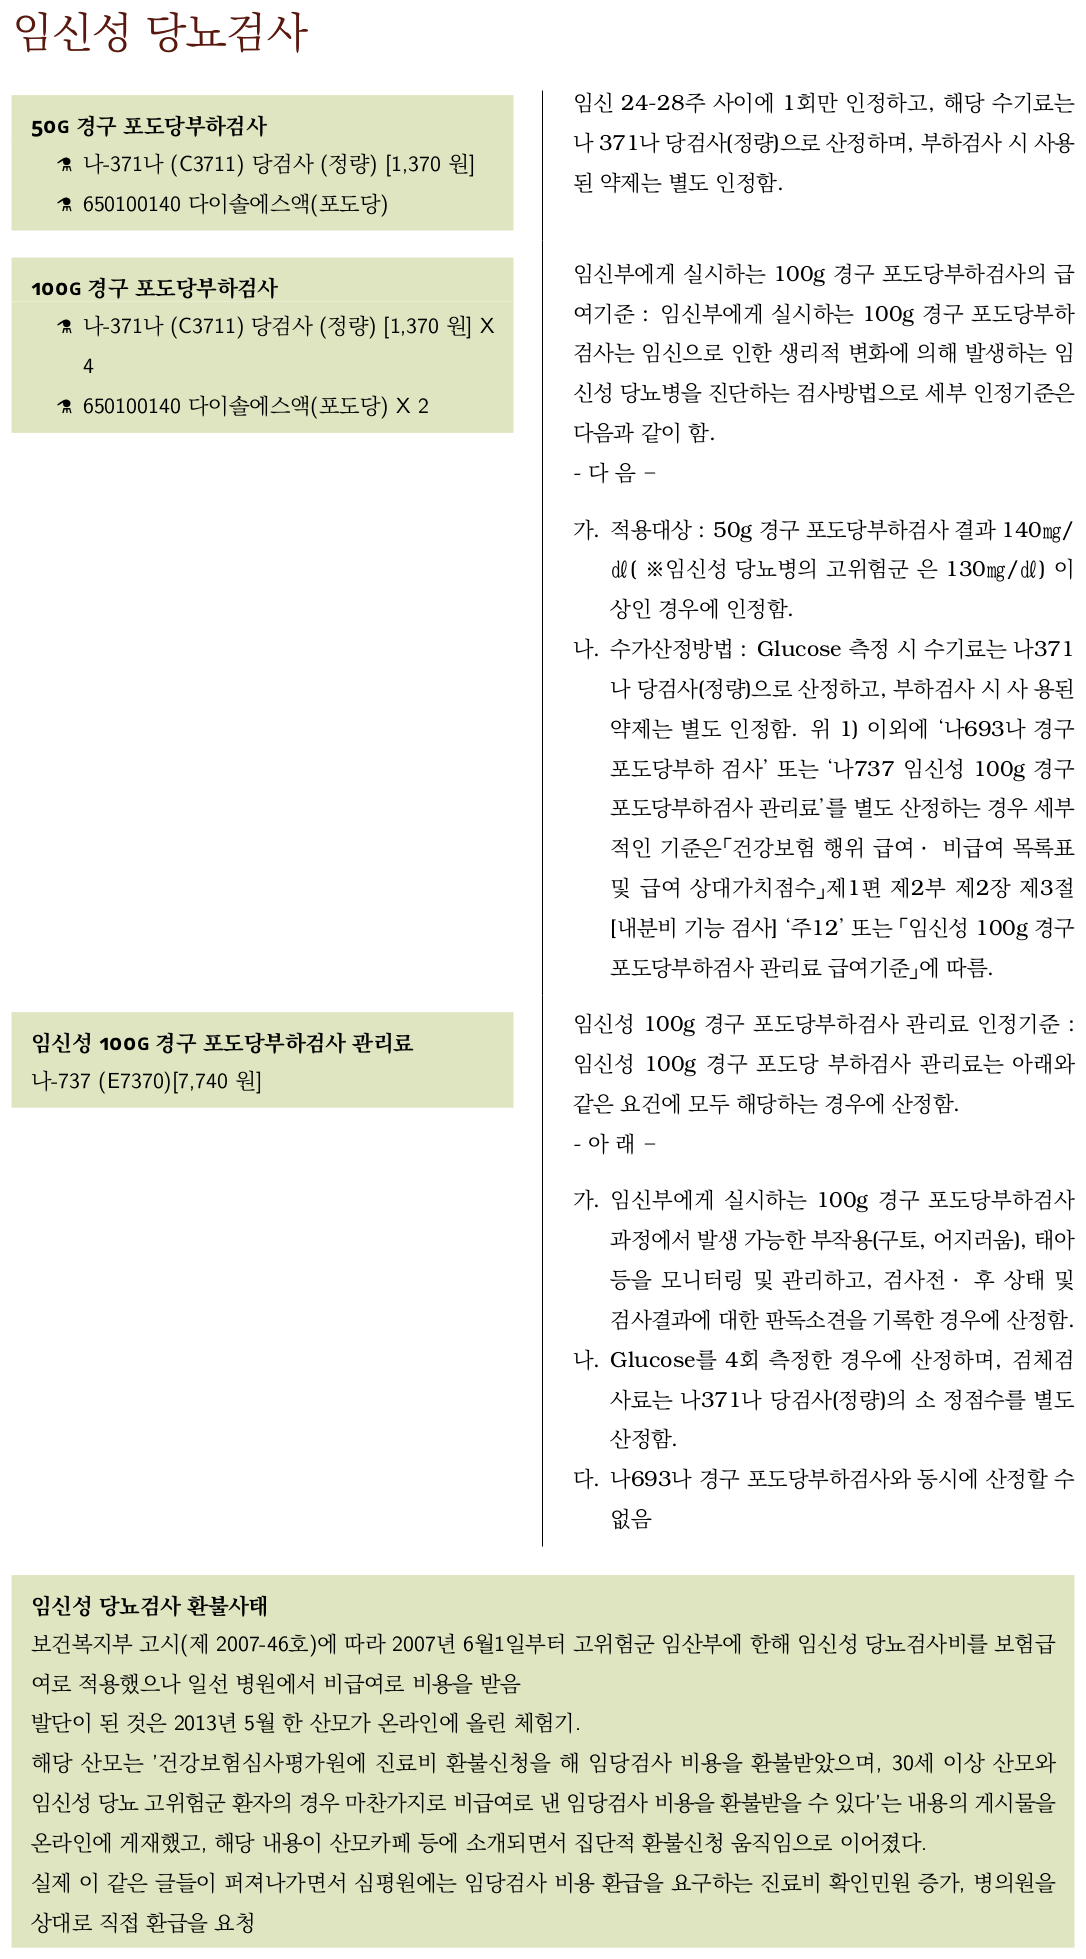 임신성 당뇨검사
50G 경구 포도당부하검사
나-371나 (C3711) 당검사 (정량) [1,370 원]
650100140 다이솔에스액(포도당)
임신 24-28주 사이에 1회만 인정하고, 해당 수기료는
나 371나 당검사(정량)으로 산정하며, 부하검사 시 사용
된 약제는 별도 인정함.
100G 경구 포도당부하검사
나-371나 (C3711) 당검사 (정량) [1,370 원] X
4
650100140 다이솔에스액(포도당) X 2
임신부에게 실시하는 100g 경구 포도당부하검사의 급
여기준 : 임신부에게 실시하는 100g 경구 포도당부하
검사는 임신으로 인한 생리적 변화에 의해 발생하는 임
신성 당뇨병을 진단하는 검사방법으로 세부 인정기준은
다음과 같이 함.
- 다 음 –
가. 적용대상 : 50g 경구 포도당부하검사 결과 140㎎/
㎗( ※임신성 당뇨병의 고위험군 은 130㎎/㎗) 이
상인 경우에 인정함.
나. 수가산정방법 : Glucose 측정 시 수기료는 나371
나 당검사(정량)으로 산정하고, 부하검사 시 사 용된
약제는 별도 인정함. 위 1) 이외에 ‘나693나 경구
포도당부하 검사’ 또는 ‘나737 임신성 100g 경구
포도당부하검사 관리료’를 별도 산정하는 경우 세부
적인 기준은「건강보험 행위 급여· 비급여 목록표
및 급여 상대가치점수」제1편 제2부 제2장 제3절
[내분비 기능 검사] ‘주12’ 또는 「임신성 100g 경구
포도당부하검사 관리료 급여기준」에 따름.
임신성 100G 경구 포도당부하검사 관리료
나-737 (E7370)[7,740 원]
임신성 100g 경구 포도당부하검사 관리료 인정기준 :
임신성 100g 경구 포도당 부하검사 관리료는 아래와
같은 요건에 모두 해당하는 경우에 산정함.
- 아 래 –
가. 임신부에게 실시하는 100g 경구 포도당부하검사
과정에서 발생 가능한 부작용(구토, 어지러움), 태아
등을 모니터링 및 관리하고, 검사전· 후 상태 및
검사결과에 대한 판독소견을 기록한 경우에 산정함.
나. Glucose를 4회 측정한 경우에 산정하며, 검체검
사료는 나371나 당검사(정량)의 소 정점수를 별도
산정함.
다. 나693나 경구 포도당부하검사와 동시에 산정할 수
없음
임신성 당뇨검사 환불사태
보건복지부 고시(제 2007-46호)에 따라 2007년 6월1일부터 고위험군 임산부에 한해 임신성 당뇨검사비를 보험급
여로 적용했으나 일선 병원에서 비급여로 비용을 받음
발단이 된 것은 2013년 5월 한 산모가 온라인에 올린 체험기.
해당 산모는 '건강보험심사평가원에 진료비 환불신청을 해 임당검사 비용을 환불받았으며, 30세 이상 산모와
임신성 당뇨 고위험군 환자의 경우 마찬가지로 비급여로 낸 임당검사 비용을 환불받을 수 있다'는 내용의 게시물을
온라인에 게재했고, 해당 내용이 산모카페 등에 소개되면서 집단적 환불신청 움직임으로 이어졌다.
실제 이 같은 글들이 퍼져나가면서 심평원에는 임당검사 비용 환급을 요구하는 진료비 확인민원 증가, 병의원을
상대로 직접 환급을 요청